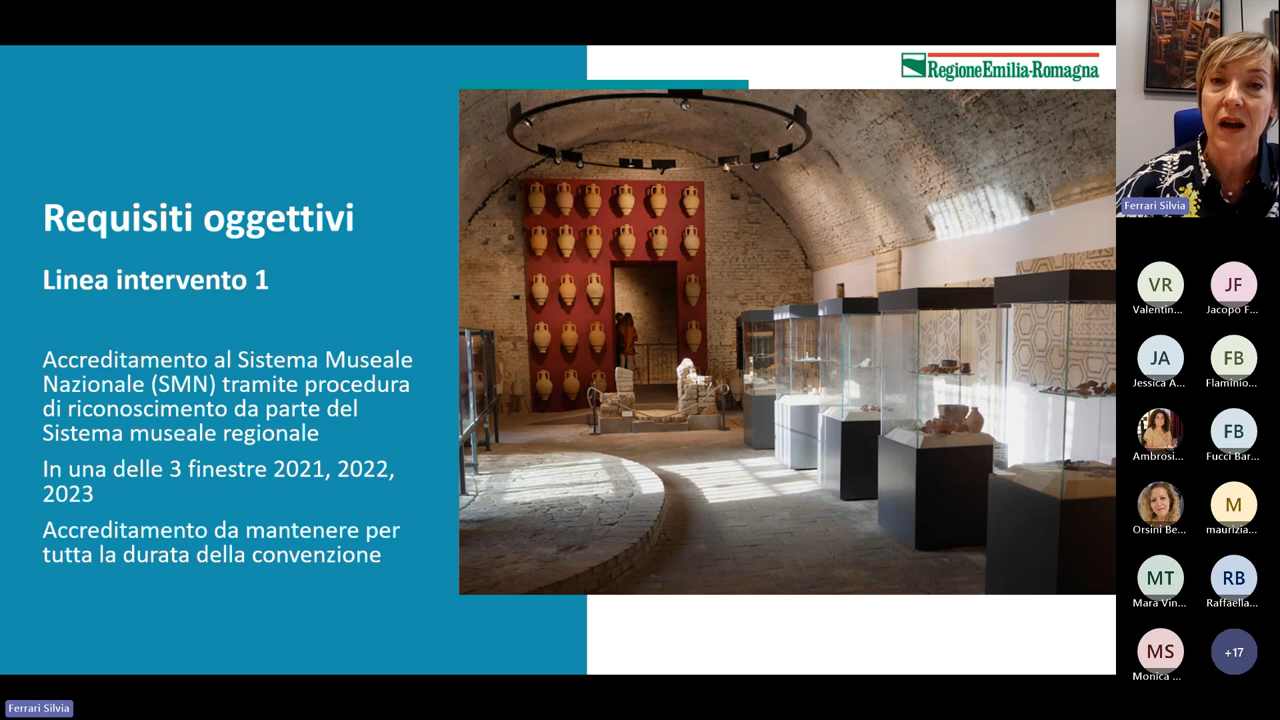 RegioneEmilia-Romagna
Requisiti oggettivi
Linea intervento 1
Accreditamento al Sistema Museale
Nazionale (SMN) tramite procedura
di riconoscimento da parte del
Sistema museale regionale
In una delle 3 finestre 2021, 2022,
2023
Accreditamento da mantenere per
tutta la durata della convenzione
Ferrari Silvia
VR
Valentin...
JF
Jacopo F...
JA
Jessica A...
FB
Flaminio...
Ambrosi...
FB
Fucci Bar...
Orsini Be...
M
maurizia...
MT
Mara Vin...
RB
Raffaella...
MS
Monica ...
+17
Ferrari Silvia